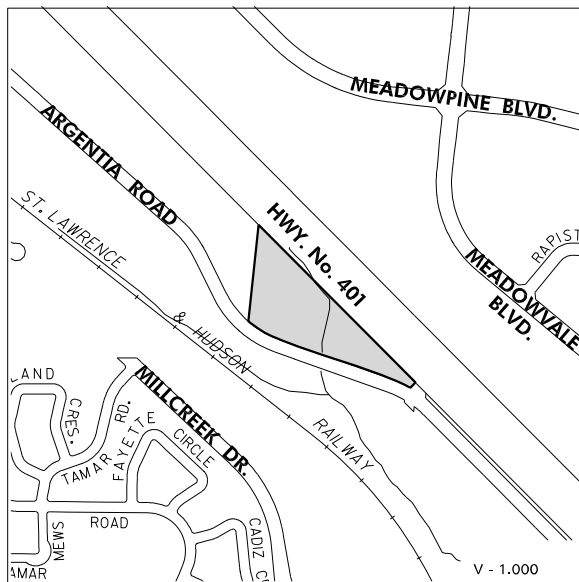 MEADOWPINE BLVD.
ARGENTIA ROAD
ST. LAWRENCE
& HUDSON
RAILWAY
HWY. No. 401
RAPIST
MEADOWVALE
BLVD.
LAND
CRES.
MILLCREEK DR.
TAMAR RD.
FAYETTE
CIRCLE
ROAD
MEWS
CADIZ
AMAR
V - 1.000